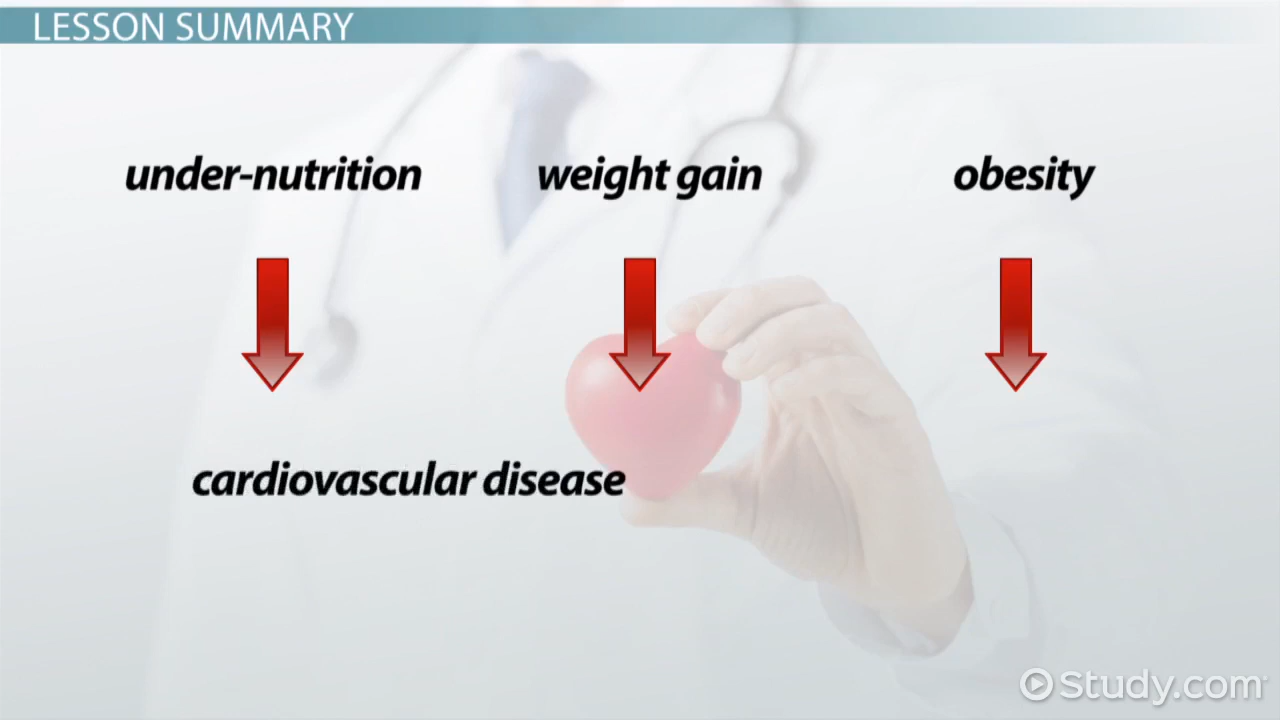 LESSON SUMMARY
under-nutrition weight gain obesity
cardiovascular disease
Study.com